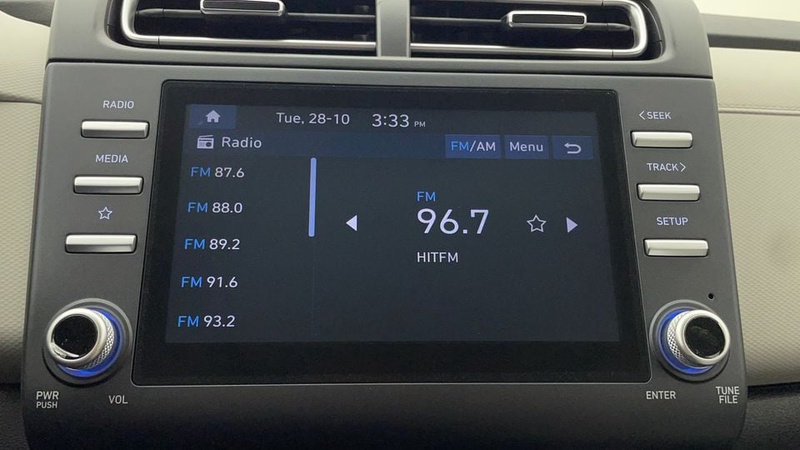 RADIO
MEDIA
PWR
PUSH
VOL
Tue, 28-10 3:33 PM
Radio
FM/AM Menu
FM 87.6
FM 88.0
FM 89.2
FM 91.6
FM 93.2
FM
96.7
HITFM
<SEEK
TRACK>
SETUP
ENTER
TUNE
FILE